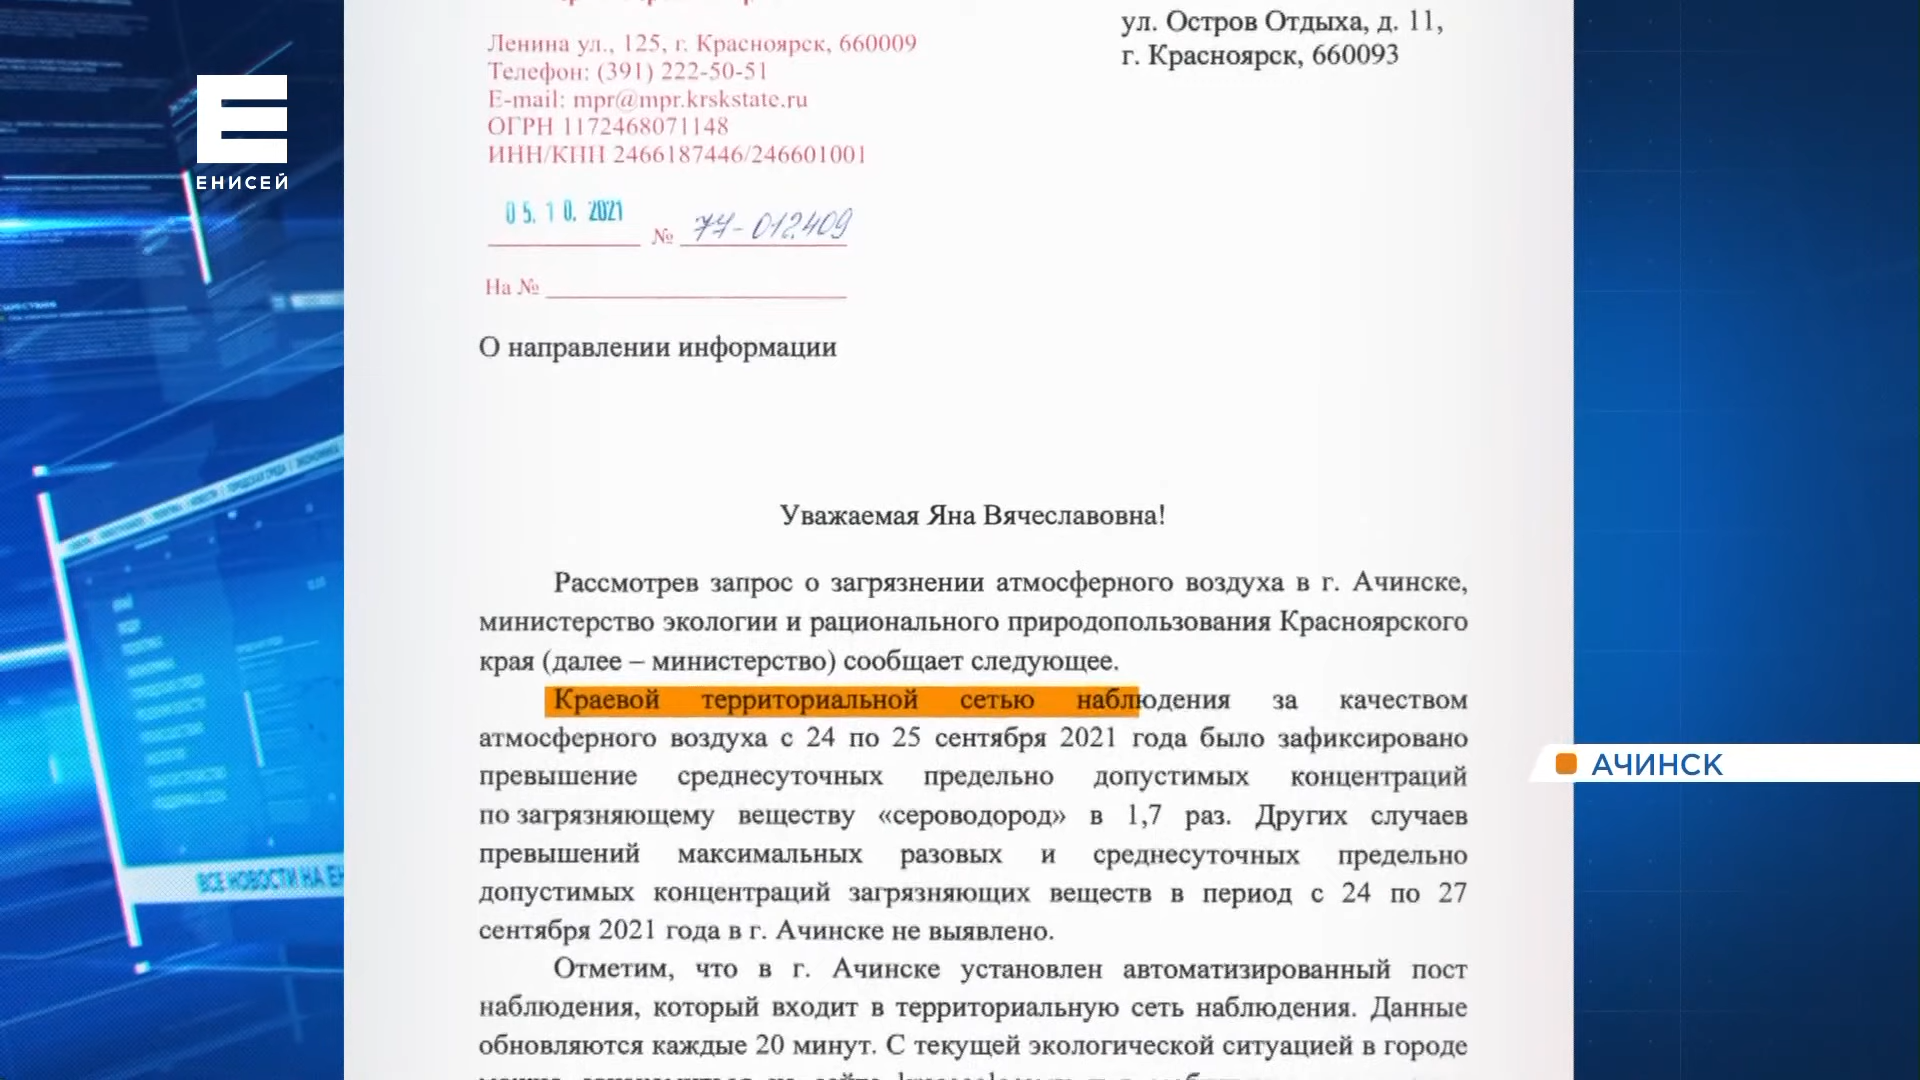 ЕНИСЕЙ
Ленина ул., 125, г. Красноярск, 660009
Телефон: (391) 222-50-51
E-mail: mpr@mpr.krskstate.ru
ОГРН 1172468071148
ИНН/КПП 2466187446/246601001
05.10.2021 № 77-012409
На №
ул. Остров Отдыха, д. 11,
г. Красноярск, 660093
О направлении информации
Уважаемая Яна Вячеславовна!
Рассмотрев запрос о загрязнении атмосферного воздуха в г. Ачинске,
министерство экологии и рационального природопользования Красноярского
края (далее – министерство) сообщает следующее.
Краевой территориальной сетью наблюдения за качеством
атмосферного воздуха с 24 по 25 сентября 2021 года было зафиксировано
превышение среднесуточных предельно допустимых концентраций
по загрязняющему веществу «сероводород» в 1,7 раз. Других случаев
превышений максимальных разовых и среднесуточных предельно
допустимых концентраций загрязняющих веществ в период с 24 по 27
сентября 2021 года в г. Ачинске не выявлено.
Отметим, что в г. Ачинске установлен автоматизированный пост
наблюдения, который входит в территориальную сеть наблюдения. Данные
обновляются каждые 20 минут. С текущей экологической ситуацией в городе
АЧИНСК
ВСЕ НОВОСТИ НА ЕН